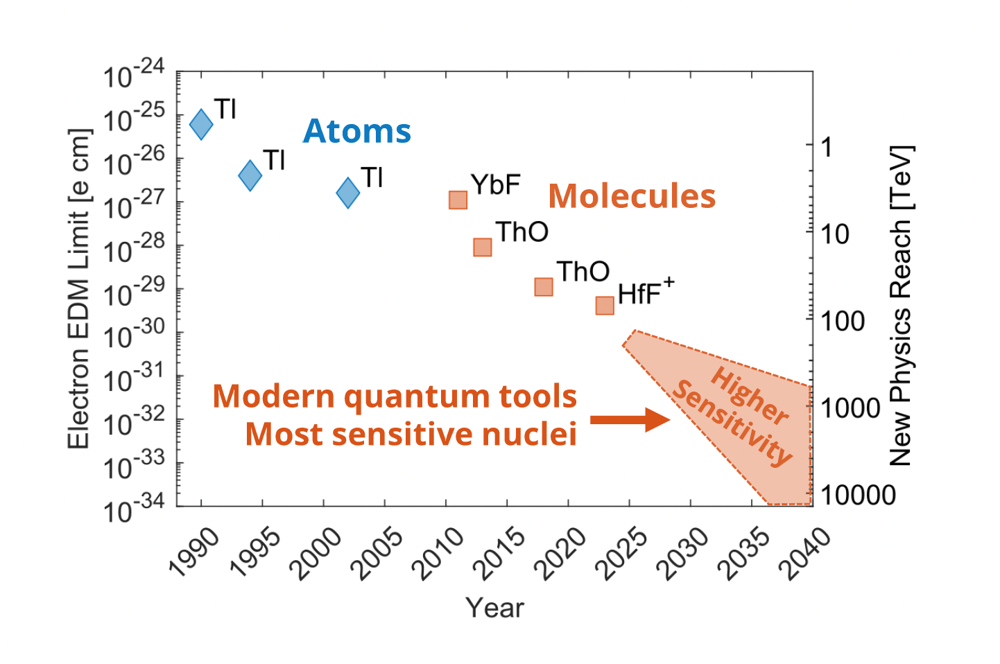 10-24
10-25
10-26
10-27
10-28
10-29
10-30
10-31
10-32
10-33
10-34
Electron EDM Limit [e cm]
Tl
Tl
Tl
Atoms
YbF
Molecules
ThO
ThO
HfF+
Modern quantum tools
Most sensitive nuclei
Higher
Sensitivity
1
10
100
1000
10000
New Physics Reach [TeV]
1990
1995
2000
2005
2010
2015
2020
2025
2030
2035
2040
Year